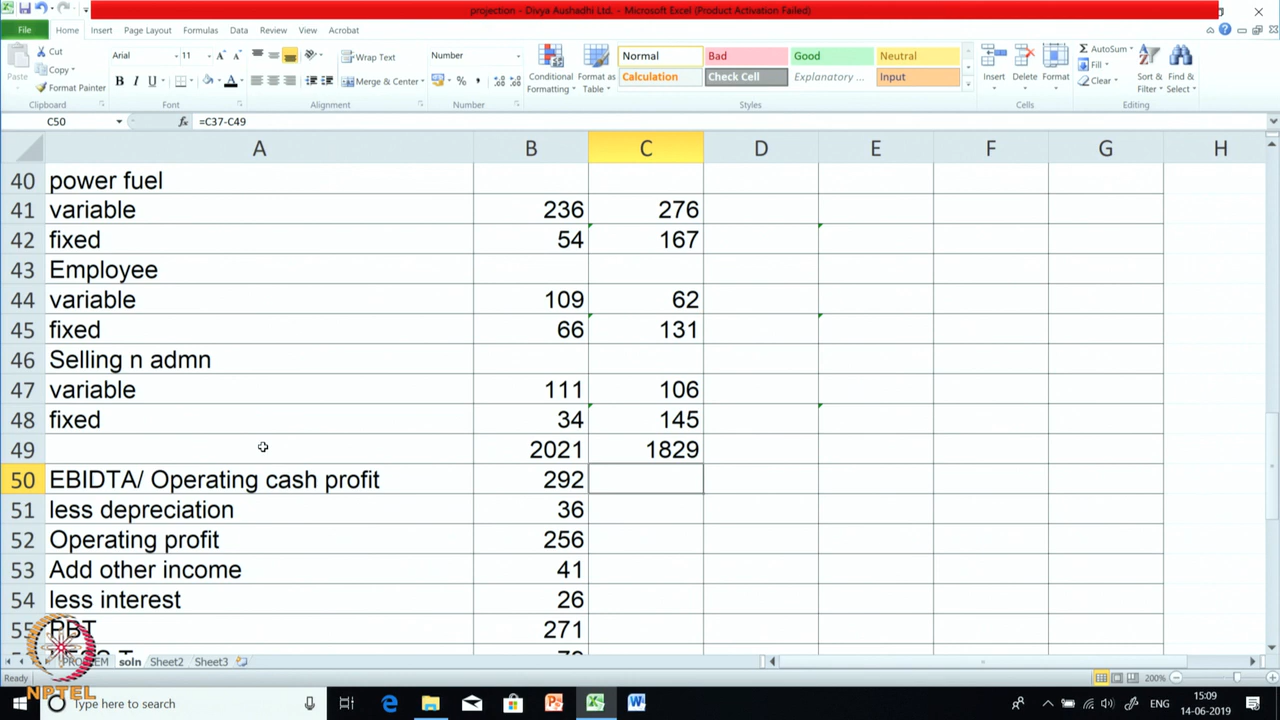 projection - Divya Aushadhi Ltd. - Microsoft Excel (Product Activation Failed)
File Home Insert Page Layout Formulas Data Review View Acrobat
Cut Arial 11 A A Wrap Text Number Normal Bad Good Neutral AutoSum
Paste Copy B I U A Merge & Center % , Conditional Formatting Format as Table Calculation Check Cell Explanatory ... Input Insert Delete Format Fill Sort & Filter Find & Select
Format Painter Clear
Clipboard Font Alignment Number Styles Cells Editing
C50 fx =C37-C49
A B C D E F G H
40 power fuel
41 variable 236 276
42 fixed 54 167
43 Employee
44 variable 109 62
45 fixed 66 131
46 Selling n admn
47 variable 111 106
48 fixed 34 145
49 2021 1829
50 EBIDTA/ Operating cash profit 292
51 less depreciation 36
52 Operating profit 256
53 Add other income 41
54 less interest 26
55 PBT 271
soln Sheet2 Sheet3
Ready 200%
NPTEL
Type here to search ENG 15:09
14-06-2019